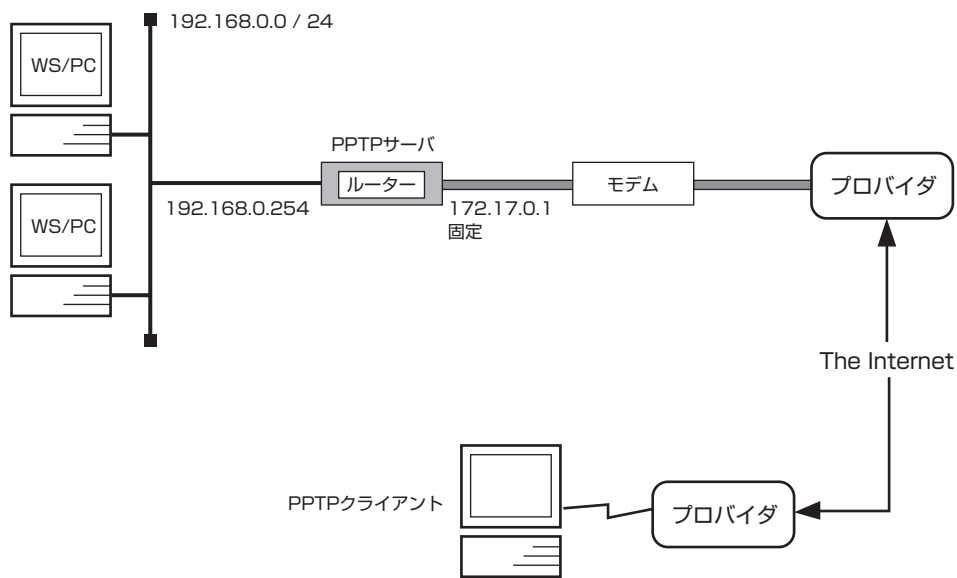 192.168.0.0 / 24
WS/PC
PPTPサーバ
ルーター
モデム
プロバイダ
192.168.0.254
172.17.0.1
固定
WS/PC
The Internet
PPTPクライアント
プロバイダ